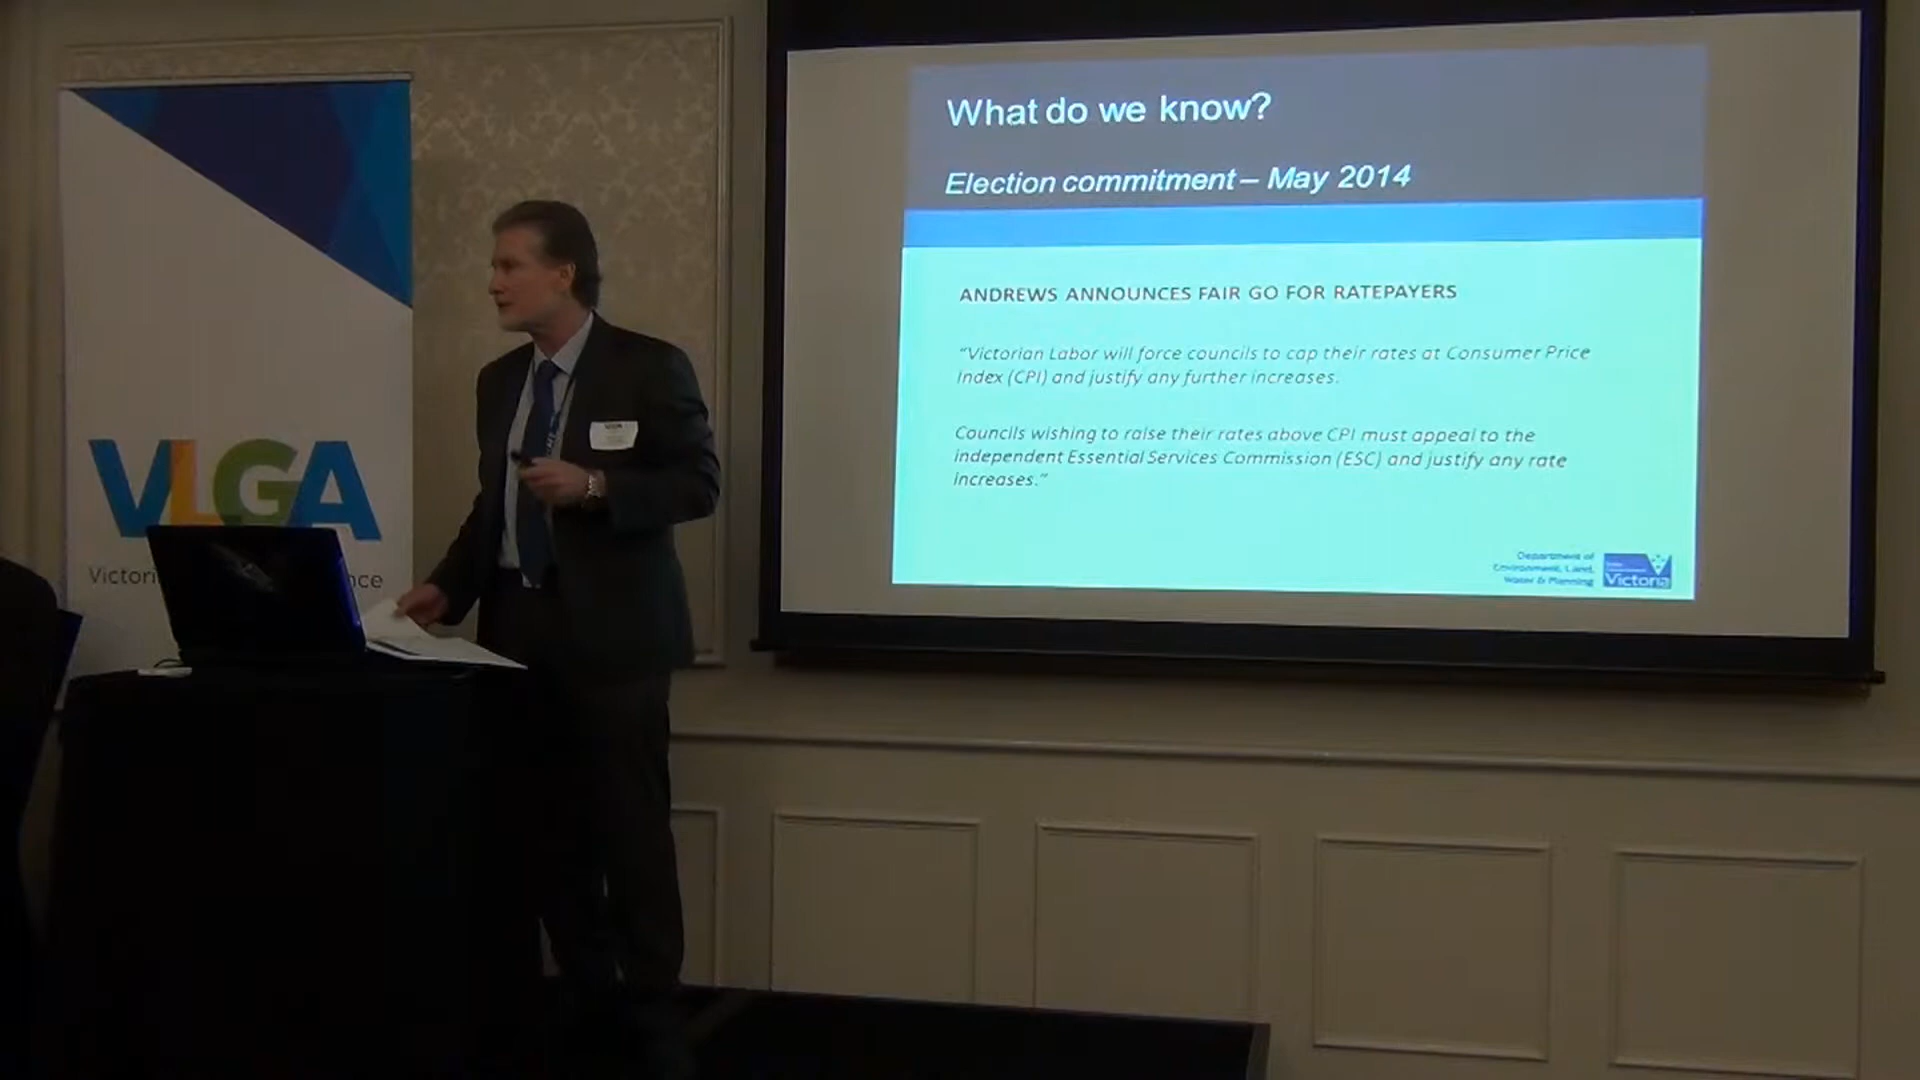 What do we know?
Election commitment – May 2014
ANDREWS ANNOUNCES FAIR GO FOR RATEPAYERS
"Victorian Labor will force councils to cap their rates at Consumer Price
Index (CPI) and justify any further increases.
Councils wishing to raise their rates above CPI must appeal to the
independent Essential Services Commission (ESC) and justify any rate
increases."
Department of
Environment, Land,
Water & Planning
Victoria
VLGA